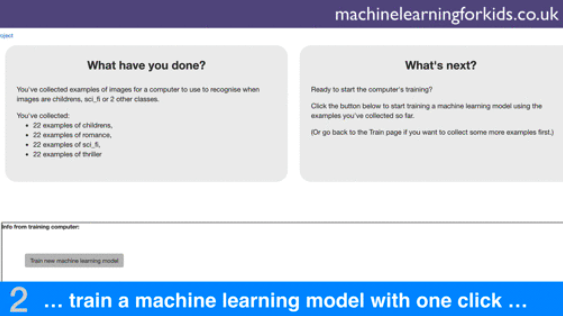 machinelearningforkids.co.uk
What have you done?
You've collected examples of images for a computer to use to recognise when
images are childrens, sci_fi or 2 other classes.
You've collected:
• 22 examples of childrens,
• 22 examples of romance,
• 22 examples of sci_fi,
• 22 examples of thriller
What's next?
Ready to start the computer's training?
Click the button below to start training a machine learning model using the
examples you've collected so far.
(Or go back to the Train page if you want to collect some more examples first.)
Info from training computer:
Train new machine learning model
2 ... train a machine learning model with one click ...